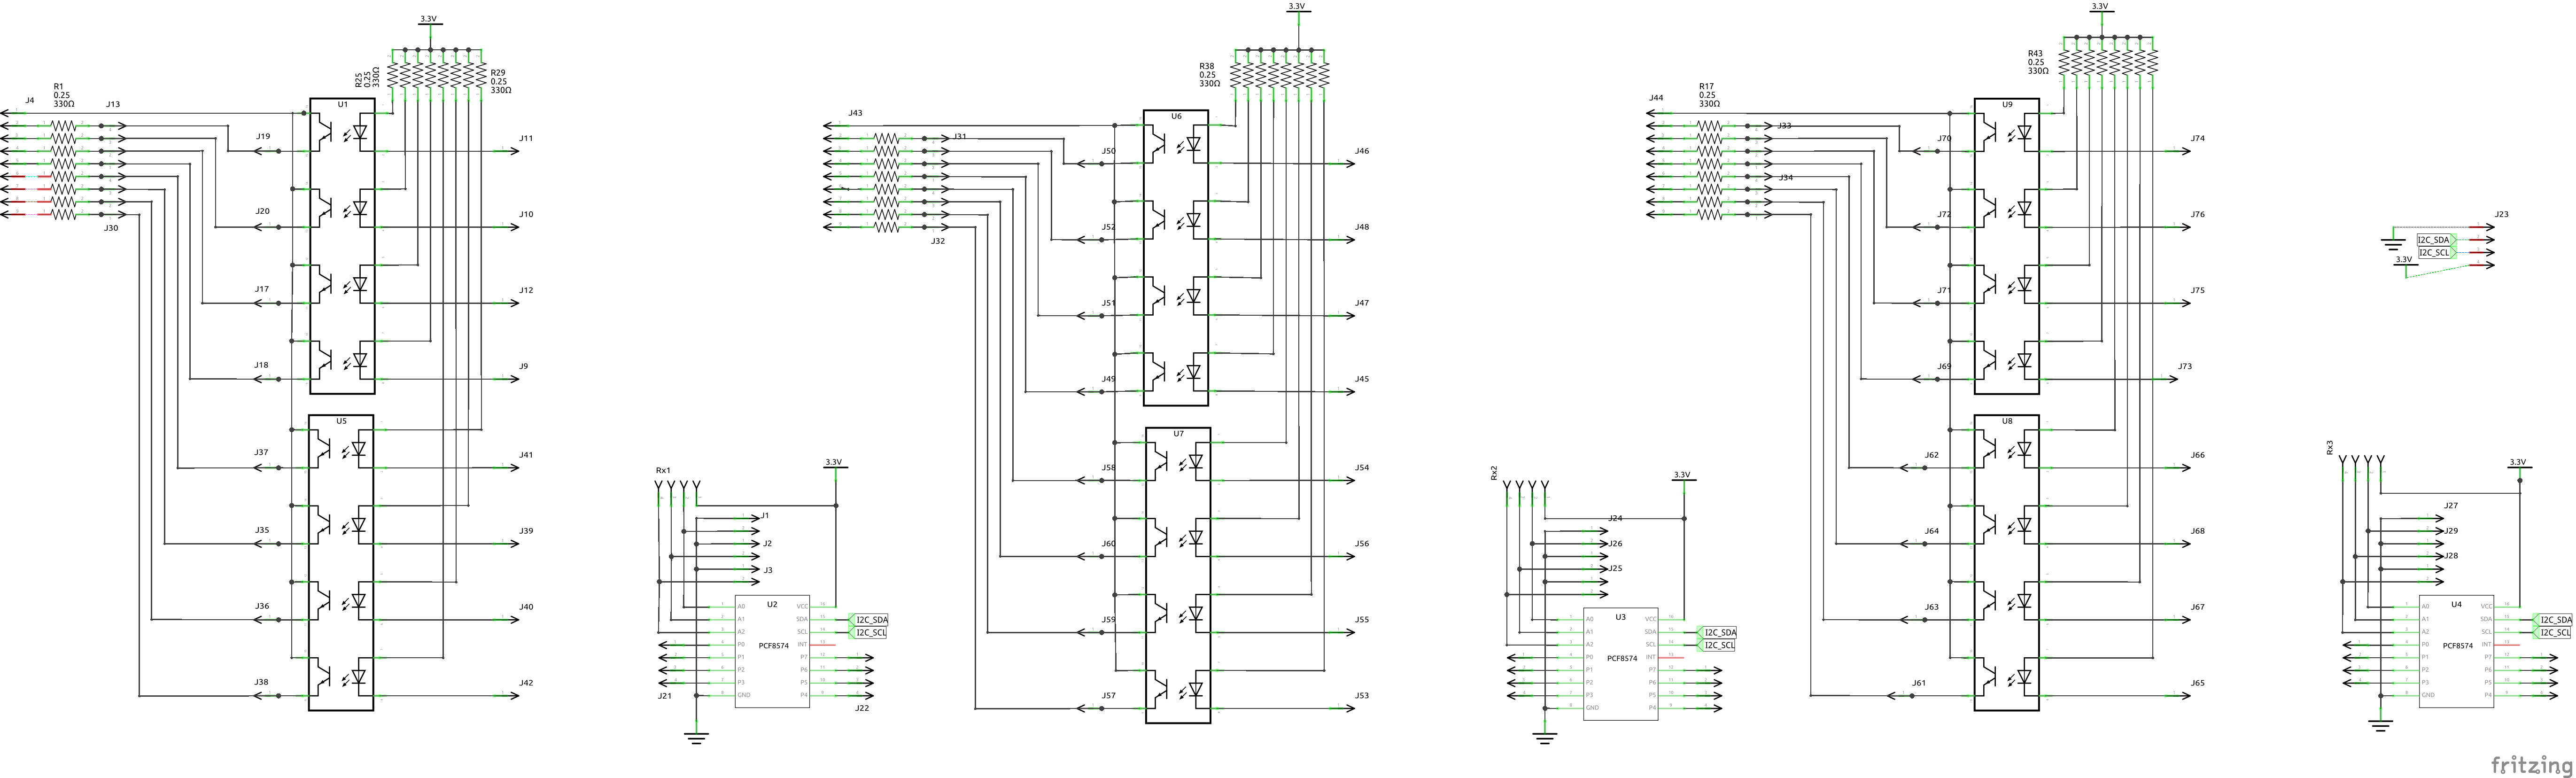 3.3V
R25
0.25
330Ω
R29
0.25
330Ω
R1
0.25
330Ω
J4
J13
J30
U1
J19
J11
J20
J10
J17
J12
J18
J9
U5
J37
J41
J35
J39
J36
J40
J38
J42
Rx1
3.3V
J1
J2
J3
U2
PCF8574
A0
A1
A2
P0
P1
P2
P3
GND
VCC
SDA
SCL
INT
P7
P6
P5
P4
I2C_SDA
I2C_SCL
J21
J22
3.3V
R38
0.25
330Ω
J43
J31
J32
U6
J50
J46
J52
J48
J51
J47
J49
J45
U7
J58
J54
J60
J56
J59
J55
J57
J53
Rx2
3.3V
J24
J26
J25
U3
PCF8574
A0
A1
A2
P0
P1
P2
P3
GND
VCC
SDA
SCL
INT
P7
P6
P5
P4
I2C_SDA
I2C_SCL
3.3V
R43
0.25
330Ω
J44
R17
0.25
330Ω
J33
J34
U9
J70
J74
J72
J76
J71
J75
J69
J73
U8
J62
J66
J64
J68
J63
J67
J61
J65
J23
I2C_SDA
I2C_SCL
3.3V
Rx3
3.3V
J27
J29
J28
U4
PCF8574
A0
A1
A2
P0
P1
P2
P3
GND
VCC
SDA
SCL
INT
P7
P6
P5
P4
I2C_SDA
I2C_SCL
fritzing